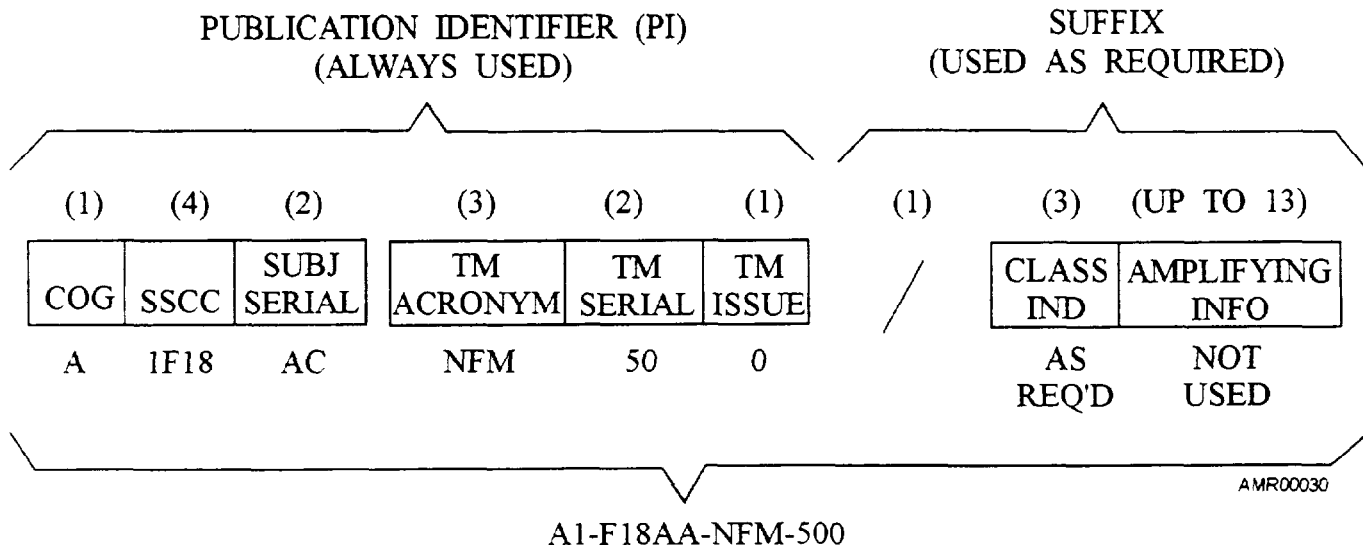 PUBLICATION IDENTIFIER (PI)
(ALWAYS USED)
SUFFIX
(USED AS REQUIRED)
(1) (4) (2) (3) (2) (1) (1) (3) (UP TO 13)
COG SSCC SUBJ SERIAL TM ACRONYM TM SERIAL TM ISSUE / CLASS IND AMPLIFYING INFO
A 1F18 AC NFM 50 0 AS REQ'D NOT USED
AMR00030
A1-F18AA-NFM-500